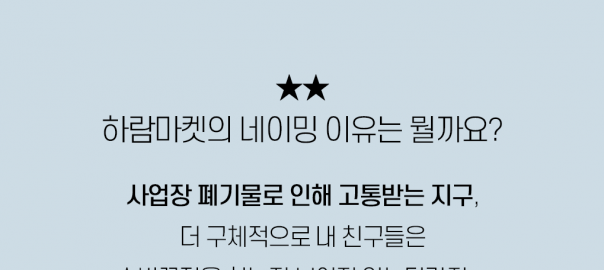 ★★
하람마켓의 네이밍 이유는 뭘까요?
사업장 폐기물로 인해 고통받는 지구,
더 구체적으로 내 친구들은